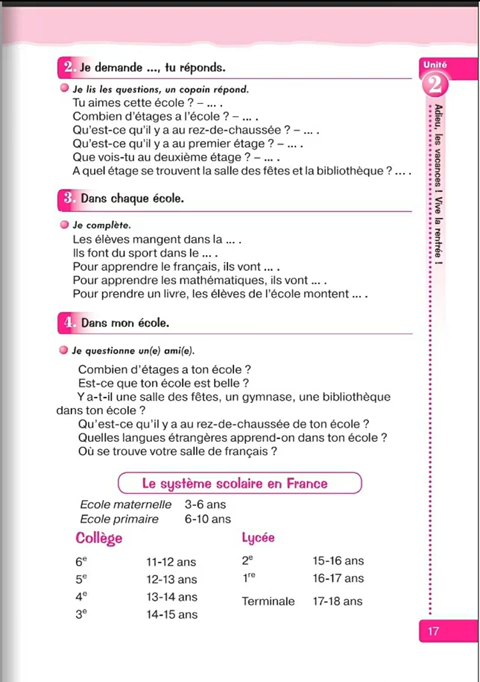 2. Je demande ..., tu réponds.
Je lis les questions, un copain répond.
Tu aimes cette école ? – ... .
Combien d'étages a l'école ? – ... .
Qu'est-ce qu'il y a au rez-de-chaussée ? – ... .
Qu'est-ce qu'il y a au premier étage ? – ... .
Que vois-tu au deuxième étage ? – ... .
A quel étage se trouvent la salle des fêtes et la bibliothèque ? ... .
3. Dans chaque école.
Je complète.
Les élèves mangent dans la ... .
Ils font du sport dans le ... .
Pour apprendre le français, ils vont ... .
Pour apprendre les mathématiques, ils vont ... .
Pour prendre un livre, les élèves de l'école montent ... .
4. Dans mon école.
Je questionne un(e) ami(e).
Combien d'étages a ton école ?
Est-ce que ton école est belle ?
Y a-t-il une salle des fêtes, un gymnase, une bibliothèque
dans ton école ?
Qu'est-ce qu'il y a au rez-de-chaussée de ton école ?
Quelles langues étrangères apprend-on dans ton école ?
Où se trouve votre salle de français ?
Le système scolaire en France
Ecole maternelle 3-6 ans
Ecole primaire 6-10 ans
Collège
6e 11-12 ans
5e 12-13 ans
4e 13-14 ans
3e 14-15 ans
Lycée
2e 15-16 ans
1re 16-17 ans
Terminale 17-18 ans
Unité
2
Adieu, les vacances ! Vive la rentrée !
17